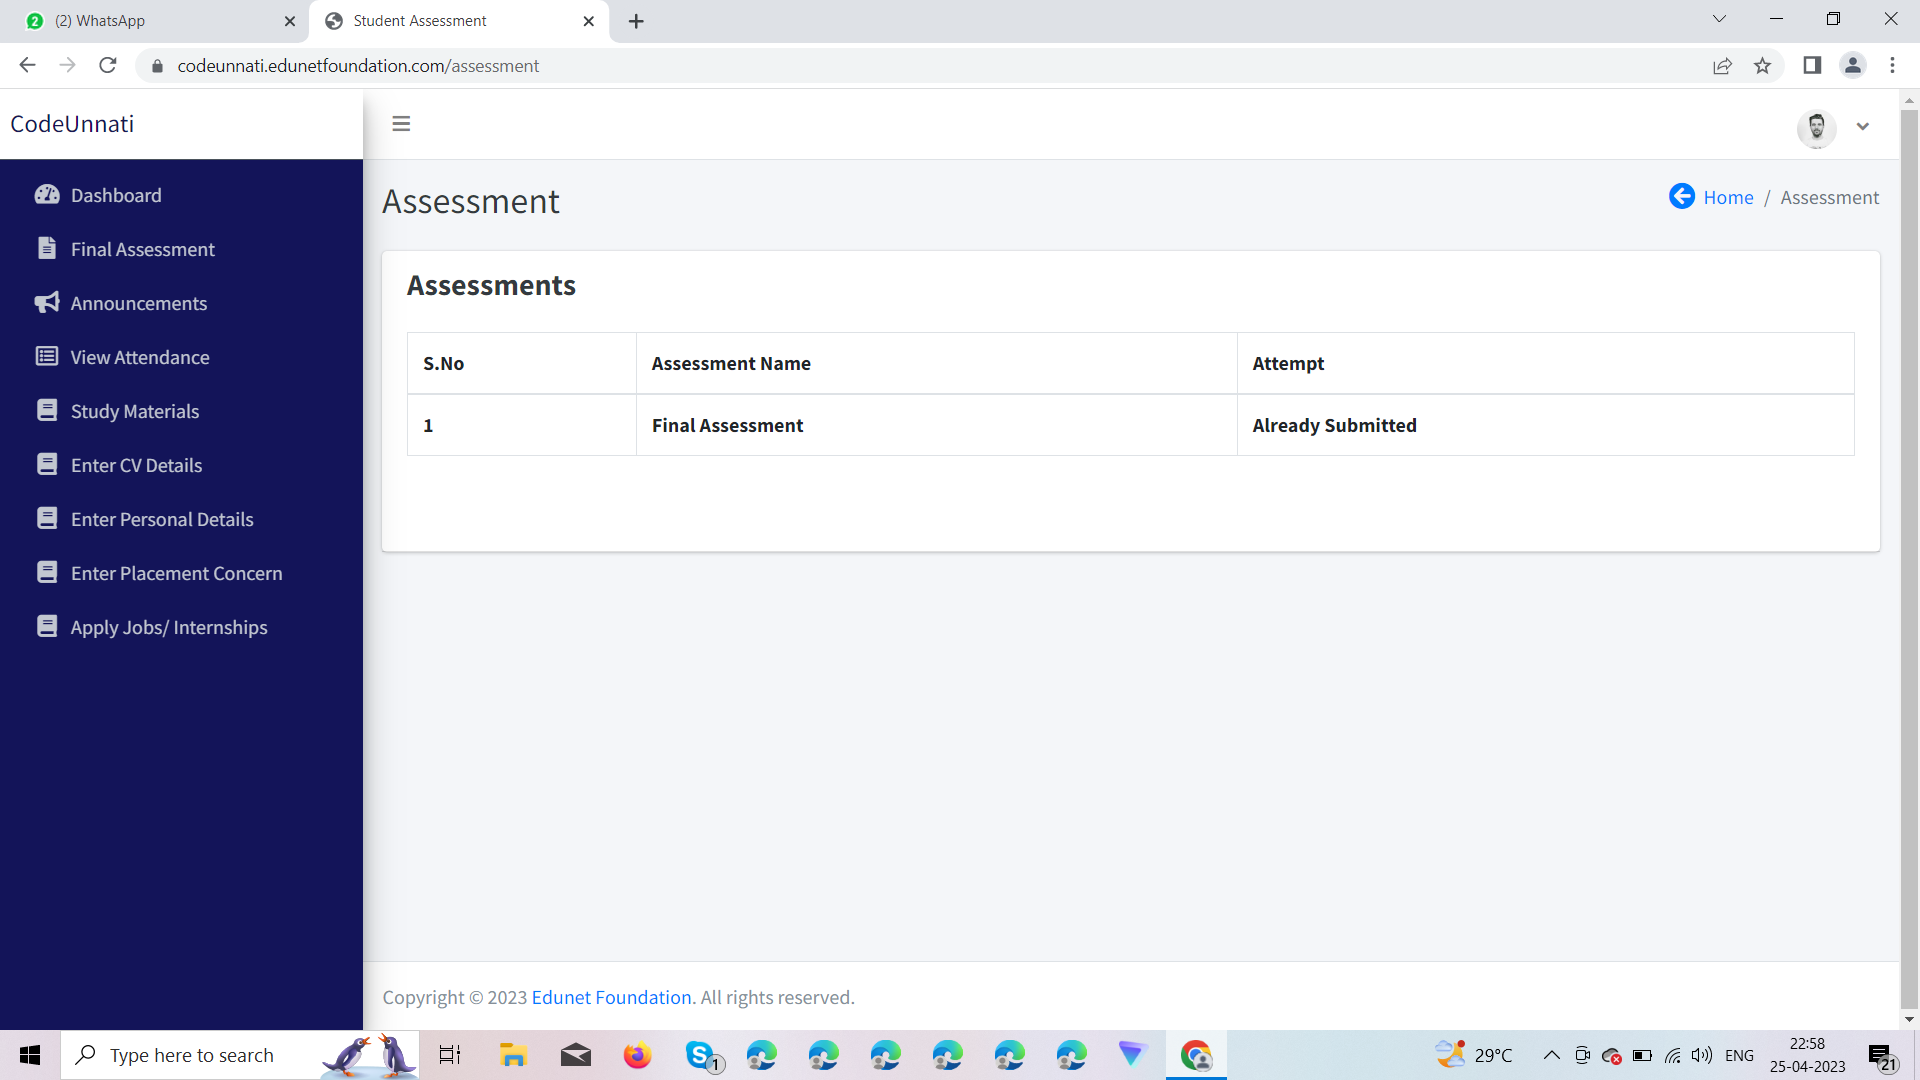 (2) WhatsApp
Student Assessment
codeunnati.edunetfoundation.com/assessment
CodeUnnati
Dashboard
Final Assessment
Announcements
View Attendance
Study Materials
Enter CV Details
Enter Personal Details
Enter Placement Concern
Apply Jobs/ Internships
Assessment
Home / Assessment
Assessments
S.No Assessment Name Attempt
1 Final Assessment Already Submitted
Copyright © 2023 Edunet Foundation. All rights reserved.
Type here to search
1
29°C
ENG
22:58
25-04-2023
21